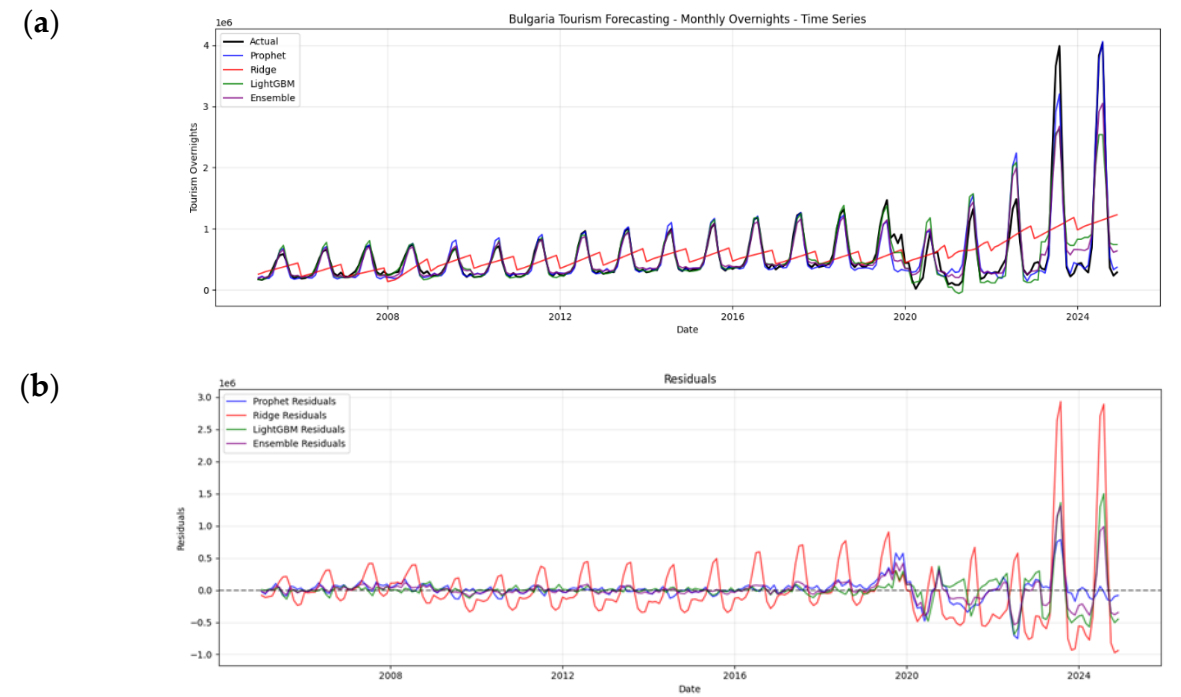 (a)
Bulgaria Tourism Forecasting - Monthly Overnights - Time Series
1e6
Actual
Prophet
Ridge
LightGBM
Ensemble
Tourism Overnights
4
3
2
1
0
2008 2012 2016 2020 2024
Date
(b)
Residuals
1e6
Prophet Residuals
Ridge Residuals
LightGBM Residuals
Ensemble Residuals
Residuals
3.0
2.5
2.0
1.5
1.0
0.5
0.0
−0.5
−1.0
2008 2012 2016 2020 2024
Date